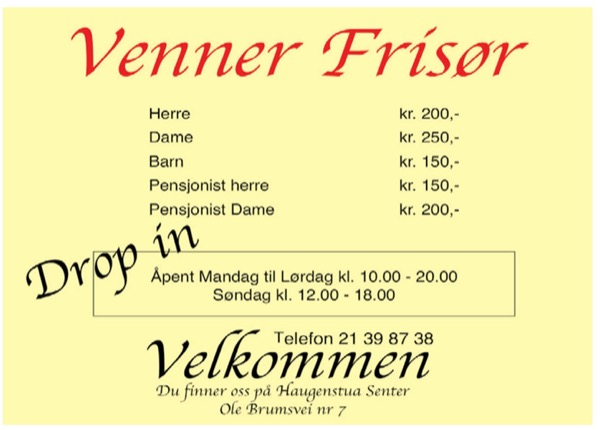 Venner Frisør
Herre kr. 200,-
Dame kr. 250,-
Barn kr. 150,-
Pensjonist herre kr. 150,-
Pensjonist Dame kr. 200,-
Drop in
Åpent Mandag til Lørdag kl. 10.00 - 20.00
Søndag kl. 12.00 - 18.00
Telefon 21 39 87 38
Velkommen
Du finner oss på Haugenstua Senter
Ole Brumsvei nr 7